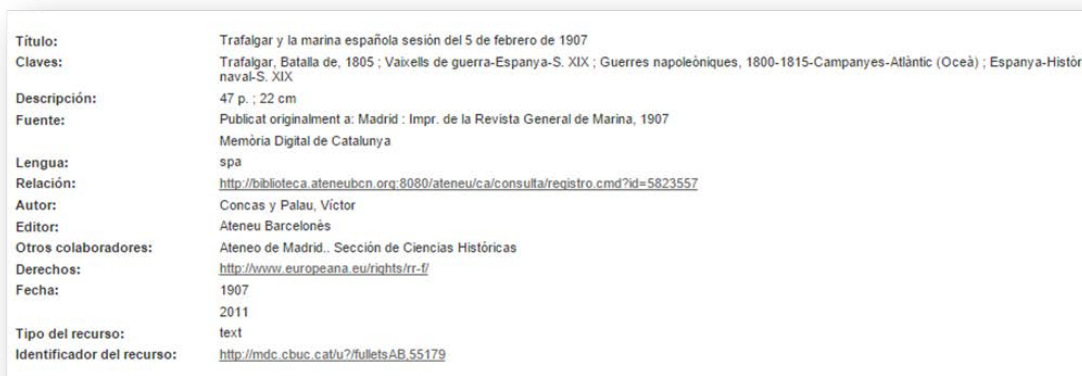 Título: Trafalgar y la marina española sesión del 5 de febrero de 1907
Claves: Trafalgar, Batalla de, 1805 ; Vaixells de guerra-Espanya-S. XIX ; Guerres napoleòniques, 1800-1815-Campanyes-Atlàntic (Oceà) ; Espanya-Històr
naval-S. XIX
Descripción: 47 p. ; 22 cm
Fuente: Publicat originalment a: Madrid : Impr. de la Revista General de Marina, 1907
Memòria Digital de Catalunya
Lengua: spa
Relación: http://biblioteca.ateneubcn.org:8080/ateneu/ca/consulta/registro.cmd?id=5823557
Autor: Concas y Palau, Víctor
Editor: Ateneu Barcelonès
Otros colaboradores: Ateneo de Madrid.. Sección de Ciencias Históricas
Derechos: http://www.europeana.eu/rights/rr-f/
Fecha: 1907
2011
Tipo del recurso: text
Identificador del recurso: http://mdc.cbuc.cat/u?/fulletsAB,55179